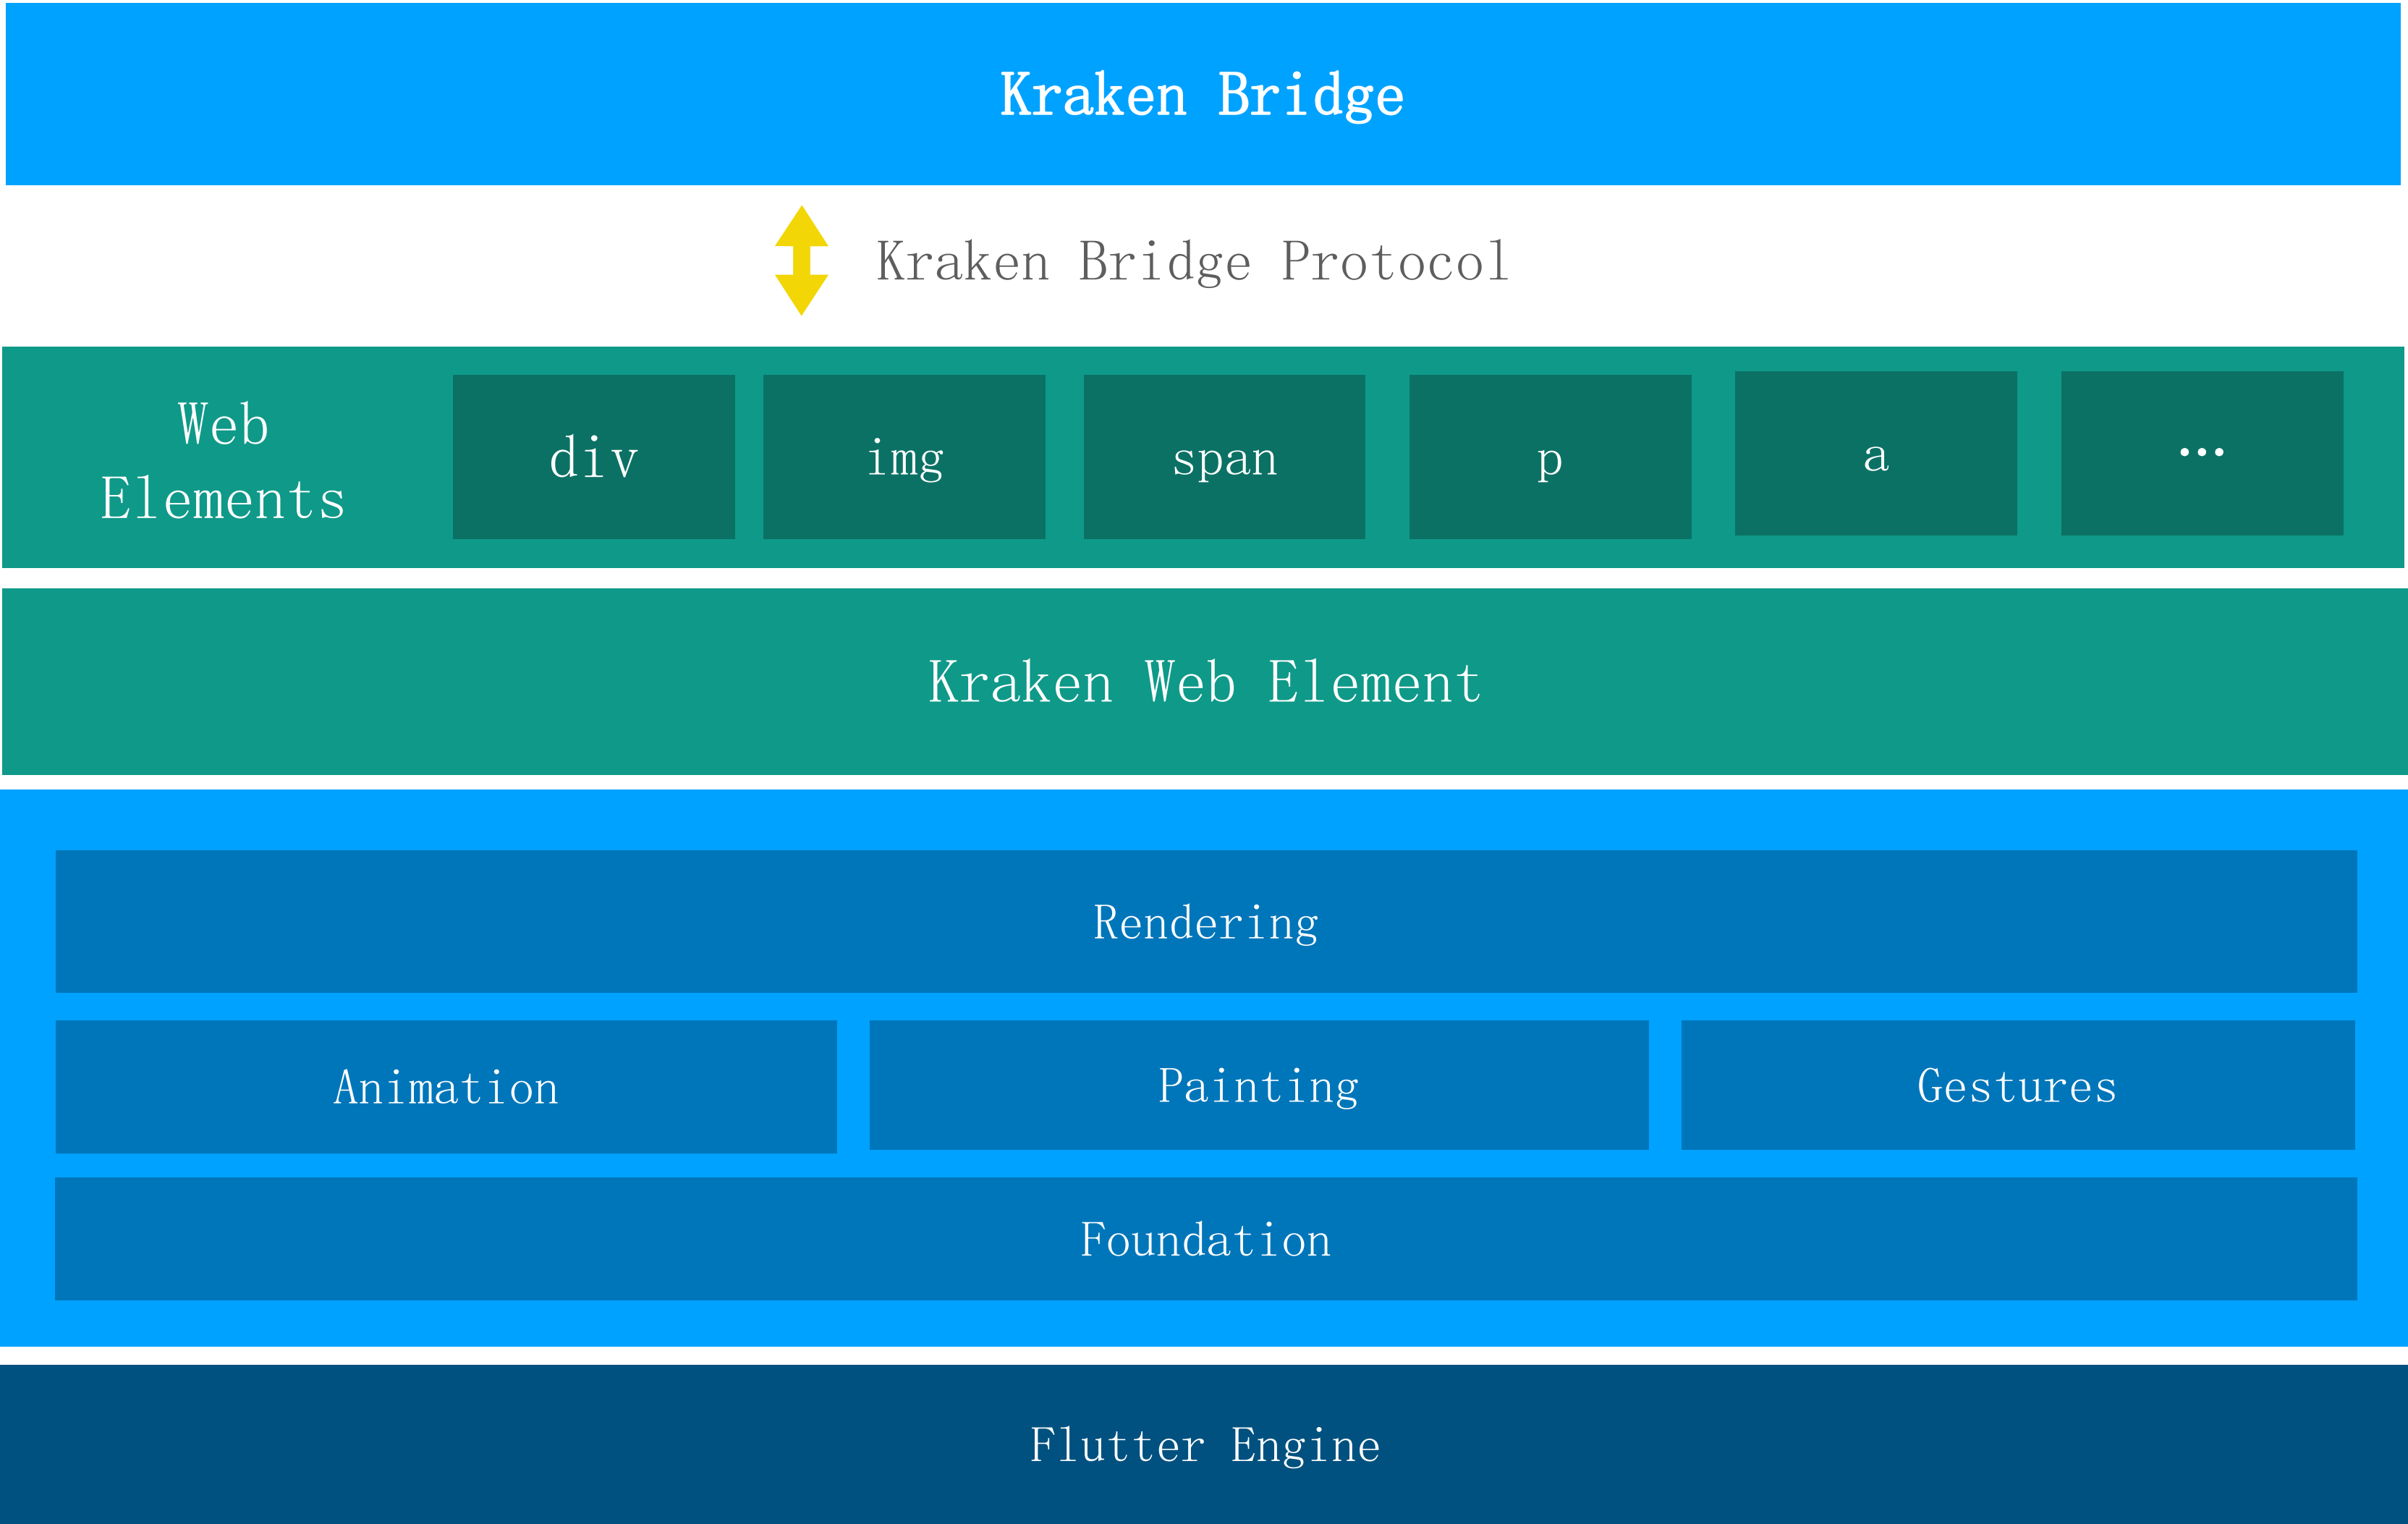 Kraken Bridge
Kraken Bridge Protocol
Web
Elements
div
img
span
p
a
…
Kraken Web Element
Rendering
Animation
Painting
Gestures
Foundation
Flutter Engine